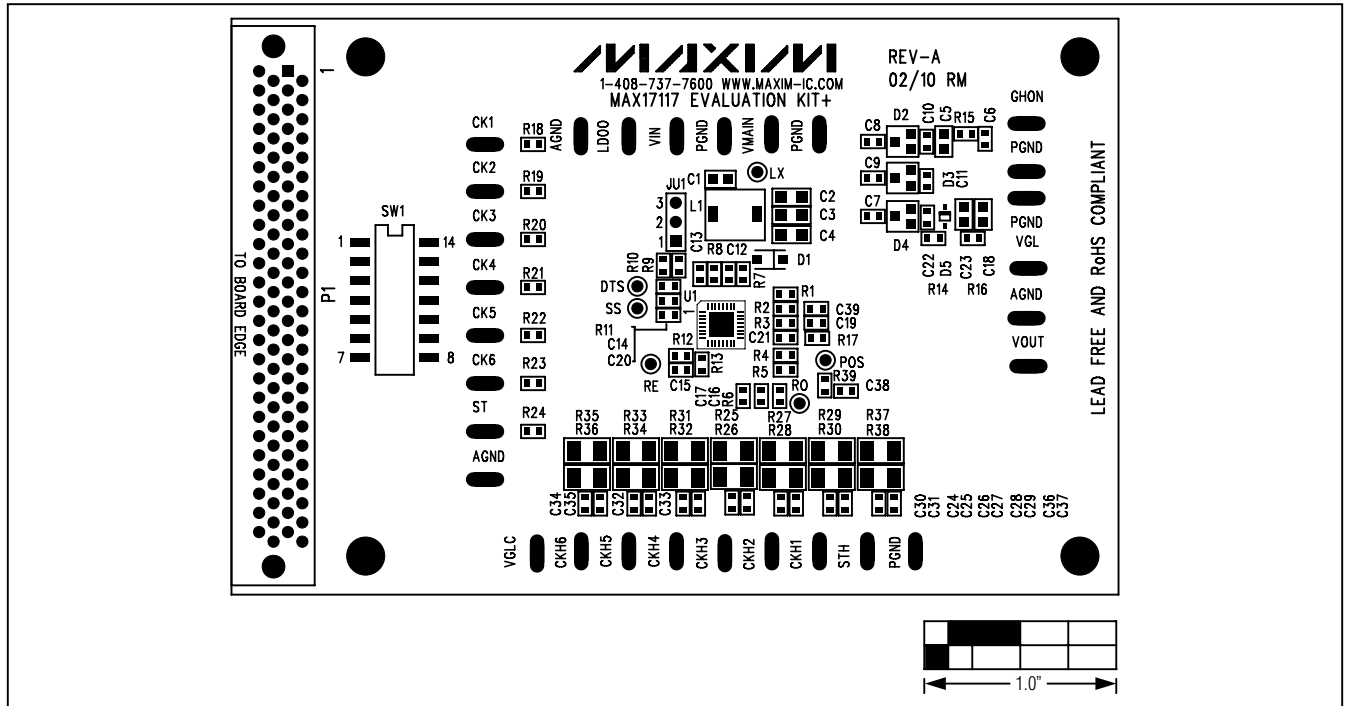 MAXIM
1-408-737-7600 WWW.MAXIM-IC.COM
MAX17117 EVALUATION KIT+
REV-A
02/10 RM
1
TO BOARD EDGE
P1
SW1
1
14
7
8
CK1
R18
CK2
R19
CK3
R20
CK4
R21
CK5
R22
CK6
R23
ST
R24
AGND
AGND
LDOO
VIN
PGND
VMAIN
PGND
C1
LX
JU1
3
2
1
L1
C2
C3
C4
C13
R8
C12
R7
D1
R10
R9
DTS
SS
U1
1
R11
C14
C20
RE
R12
R13
C15
C17
C16
R6
R1
R2
R3
C21
R4
R5
C39
C19
R17
POS
R39
C38
RO
C8
D2
C10
C5
R15
C6
C9
D3
C11
C7
D4
C22
R14
D5
C23
R16
C18
GHON
PGND
PGND
VGL
AGND
VOUT
LEAD FREE AND RoHS COMPLIANT
R35
R36
R33
R34
R31
R32
R25
R26
R27
R28
R29
R30
R37
R38
C34
C35
C32
C33
C30
C31
C24
C25
C26
C27
C28
C29
C36
C37
VGLC
CKH6
CKH5
CKH4
CKH3
CKH2
CKH1
STH
PGND
1.0"